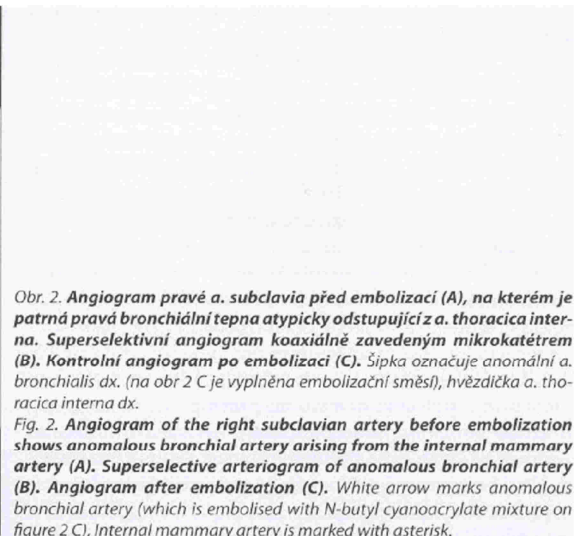 Obr. 2. Angiogram pravé a. subclavia před embolizací (A), na kterém je
patrná pravá bronchiální tepna atypicky odstupující z a. thoracica inter-
na. Superselektivní angiogram koaxiálně zavedeným mikrokatétrem
(B). Kontrolní angiogram po embolizaci (C). Šipka označuje anomální a.
bronchialis dx. (na obr 2 C je vyplněna embolizační směsí), hvězdička a. tho-
racica interna dx.
Fig. 2. Angiogram of the right subclavian artery before embolization
shows anomalous bronchial artery arising from the internal mammary
artery (A). Superselective arteriogram of anomalous bronchial artery
(B). Angiogram after embolization (C). White arrow marks anomalous
bronchial artery (which is embolised with N-butyl cyanoacrylate mixture on
figure 2 C). Internal mammary artery is marked with asterisk.